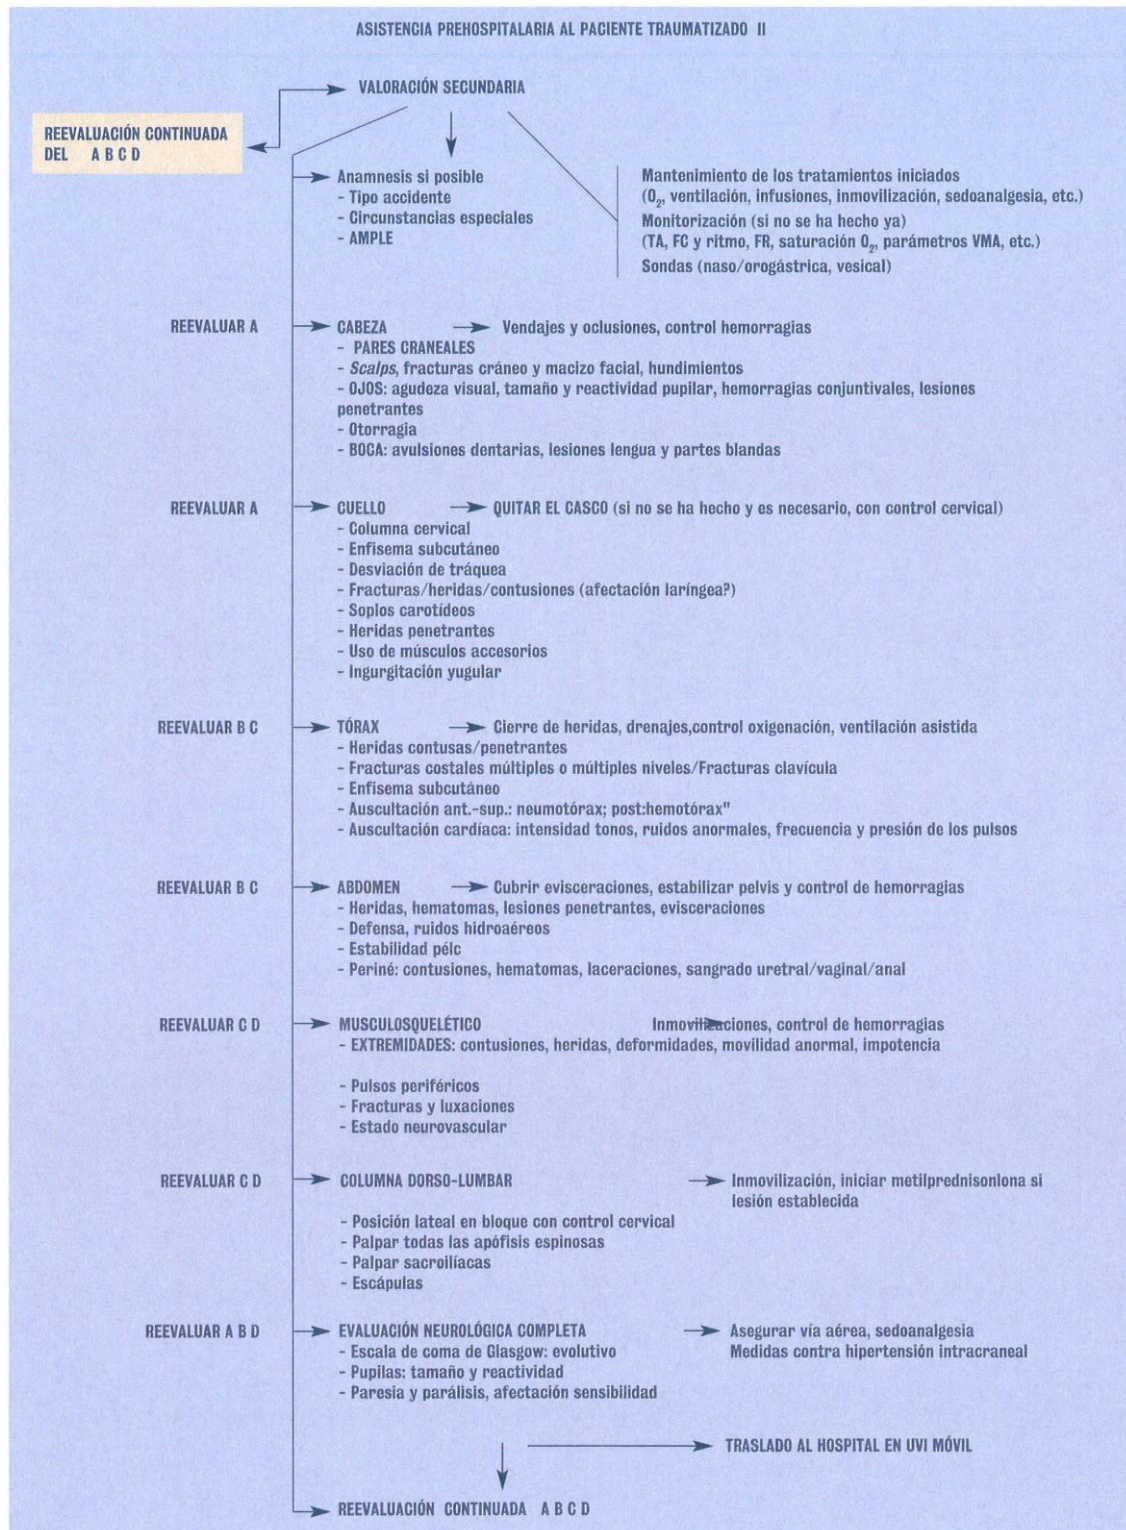 ASISTENCIA PREHOSPITALARIA AL PACIENTE TRAUMATIZADO II
VALORACIÓN SECUNDARIA
REEVALUACIÓN CONTINUADA
DEL A B C D
Anamnesis si posible
- Tipo accidente
- Circunstancias especiales
- AMPLE
Mantenimiento de los tratamientos iniciados
(O₂, ventilación, infusiones, inmovilización, sedoanalgesia, etc.)
Monitorización (si no se ha hecho ya)
(TA, FC y ritmo, FR, saturación O₂, parámetros VMA, etc.)
Sondas (naso/orogástrica, vesical)
REEVALUAR A
CABEZA
Vendajes y oclusiones, control hemorragias
- PARES CRANEALES
- Scalps, fracturas cráneo y macizo facial, hundimientos
- OJOS: agudeza visual, tamaño y reactividad pupilar, hemorragias conjuntivales, lesiones
penetrantes
- Otorragia
- BOCA: avulsiones dentarias, lesiones lengua y partes blandas
REEVALUAR A
CUELLO
QUITAR EL CASCO (si no se ha hecho y es necesario, con control cervical)
- Columna cervical
- Enfisema subcutáneo
- Desviación de tráquea
- Fracturas/heridas/contusiones (afectación laríngea?)
- Soplos carotídeos
- Heridas penetrantes
- Uso de músculos accesorios
- Ingurgitación yugular
REEVALUAR B C
TÓRAX
Cierre de heridas, drenajes,control oxigenación, ventilación asistida
- Heridas contusas/penetrantes
- Fracturas costales múltiples o múltiples niveles/Fracturas clavícula
- Enfisema subcutáneo
- Auscultación ant.-sup.: neumotórax; post:hemotórax"
- Auscultación cardíaca: intensidad tonos, ruidos anormales, frecuencia y presión de los pulsos
REEVALUAR B C
ABDOMEN
Cubrir evisceraciones, estabilizar pelvis y control de hemorragias
- Heridas, hematomas, lesiones penetrantes, evisceraciones
- Defensa, ruidos hidroaéreos
- Estabilidad pélc
- Periné: contusiones, hematomas, laceraciones, sangrado uretral/vaginal/anal
REEVALUAR C D
MUSCULOSQUELÉTICO
Inmovilizaciones, control de hemorragias
- EXTREMIDADES: contusiones, heridas, deformidades, movilidad anormal, impotencia
- Pulsos periféricos
- Fracturas y luxaciones
- Estado neurovascular
REEVALUAR C D
COLUMNA DORSO-LUMBAR
Inmovilización, iniciar metilprednisonlona si
lesión establecida
- Posición lateal en bloque con control cervical
- Palpar todas las apófisis espinosas
- Palpar sacroilíacas
- Escápulas
REEVALUAR A B D
EVALUACIÓN NEUROLÓGICA COMPLETA
Asegurar vía aérea, sedoanalgesia
Medidas contra hipertensión intracraneal
- Escala de coma de Glasgow: evolutivo
- Pupilas: tamaño y reactividad
- Paresia y parálisis, afectación sensibilidad
TRASLADO AL HOSPITAL EN UVI MÓVIL
REEVALUACIÓN CONTINUADA A B C D